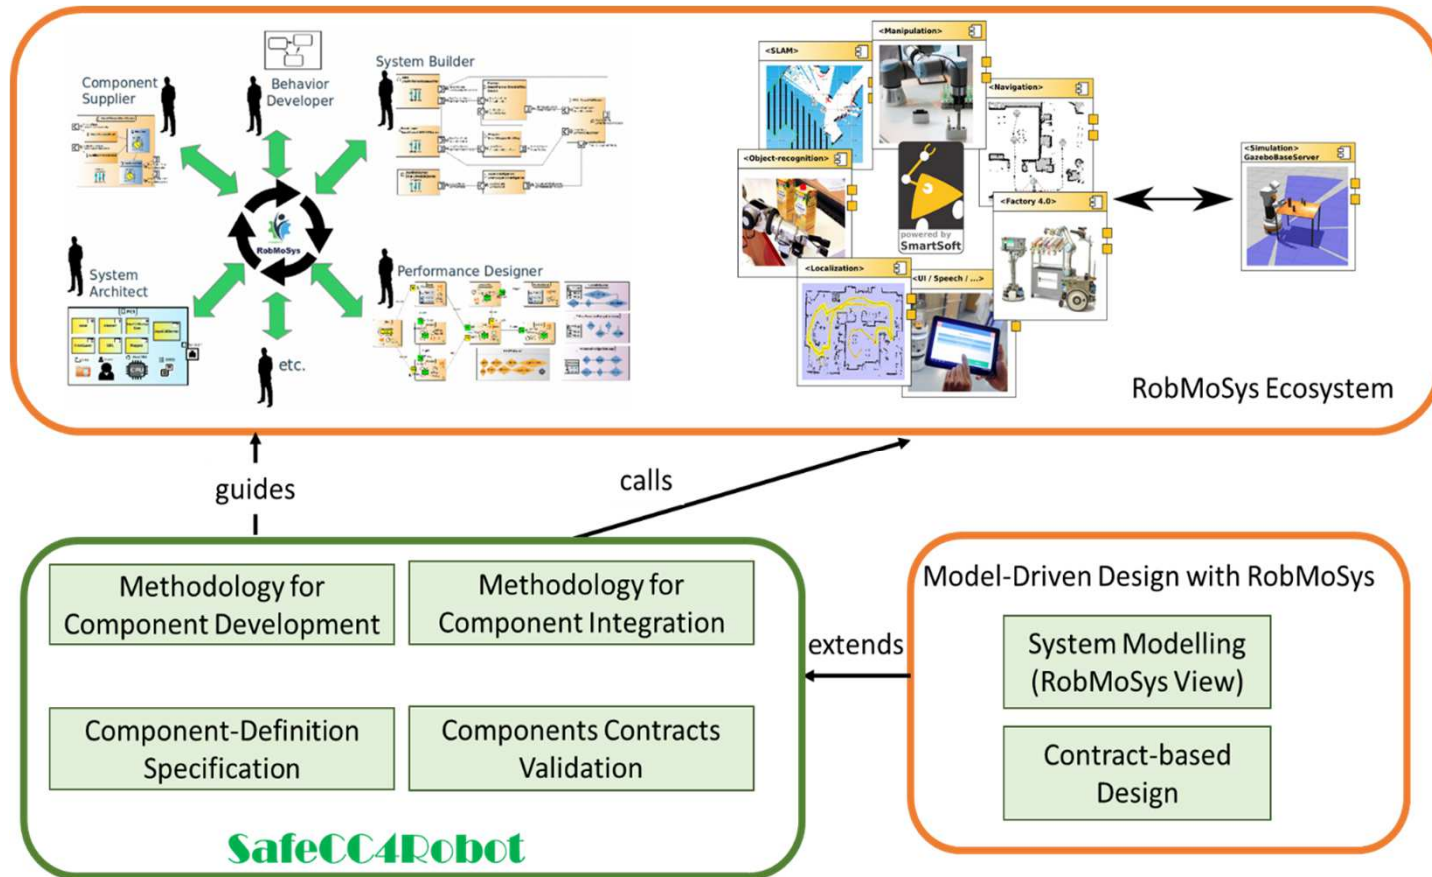 Component
Supplier
Behavior
Developer
System Builder
RobMoSys
System
Architect
Performance Designer
etc.
<SLAM>
<Manipulation>
<Navigation>
<Object-recognition>
powered by
SmartSoft
<Factory 4.0>
<Localization>
<UI / Speech / ...>
<Simulation>
GazeboBaseServer
RobMoSys Ecosystem
guides
calls
Methodology for
Component Development
Methodology for
Component Integration
Component-Definition
Specification
Components Contracts
Validation
SafeCC4Robot
extends
Model-Driven Design with RobMoSys
System Modelling
(RobMoSys View)
Contract-based
Design